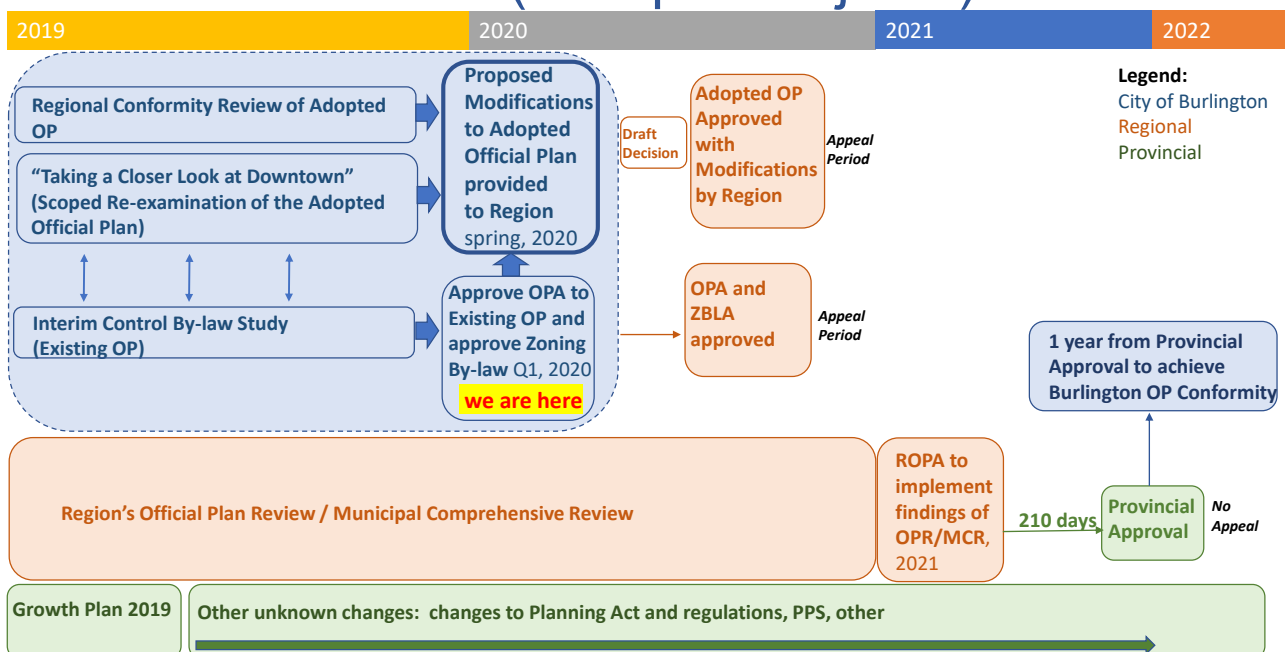 2019
2020
2021
2022
Regional Conformity Review of Adopted
OP
"Taking a Closer Look at Downtown"
(Scoped Re-examination of the Adopted
Official Plan)
Interim Control By-law Study
(Existing OP)
Proposed
Modifications
to Adopted
Official Plan
provided
to Region
spring, 2020
Approve OPA to
Existing OP and
approve Zoning
By-law Q1, 2020
we are here
Draft
Decision
Adopted OP
Approved
with
Modifications
by Region
Appeal
Period
OPA and
ZBLA
approved
Appeal
Period
Legend:
City of Burlington
Regional
Provincial
1 year from Provincial
Approval to achieve
Burlington OP Conformity
Region's Official Plan Review / Municipal Comprehensive Review
ROPA to
implement
findings of
OPR/MCR,
2021
210 days
Provincial
Approval
No
Appeal
Growth Plan 2019
Other unknown changes: changes to Planning Act and regulations, PPS, other